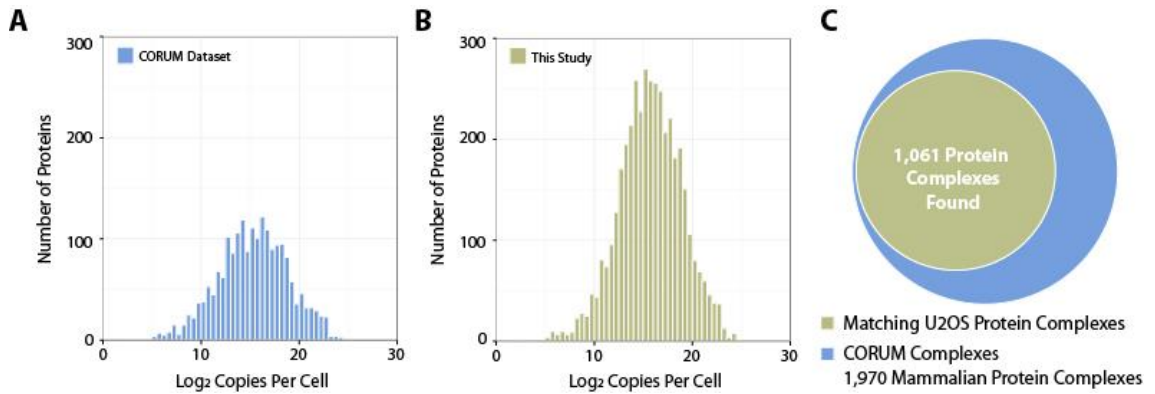 A
300
200
100
0
Number of Proteins
CORUM Dataset
0 10 20 30
Log₂ Copies Per Cell
B
300
200
100
0
Number of Proteins
This Study
0 10 20 30
Log₂ Copies Per Cell
C
1,061 Protein
Complexes
Found
Matching U2OS Protein Complexes
CORUM Complexes
1,970 Mammalian Protein Complexes